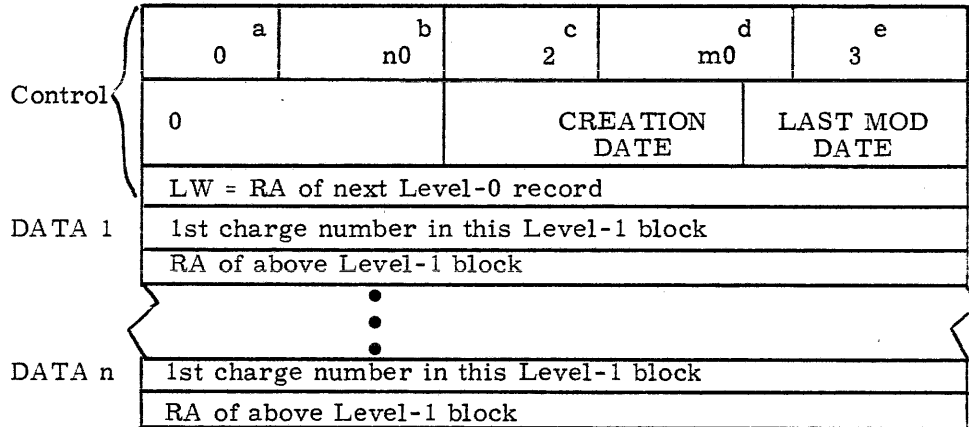 a b c d e
0 n0 2 m0 3
Control
0 CREATION DATE LAST MOD DATE
LW = RA of next Level-0 record
DATA 1 1st charge number in this Level-1 block
RA of above Level-1 block
DATA n 1st charge number in this Level-1 block
RA of above Level-1 block